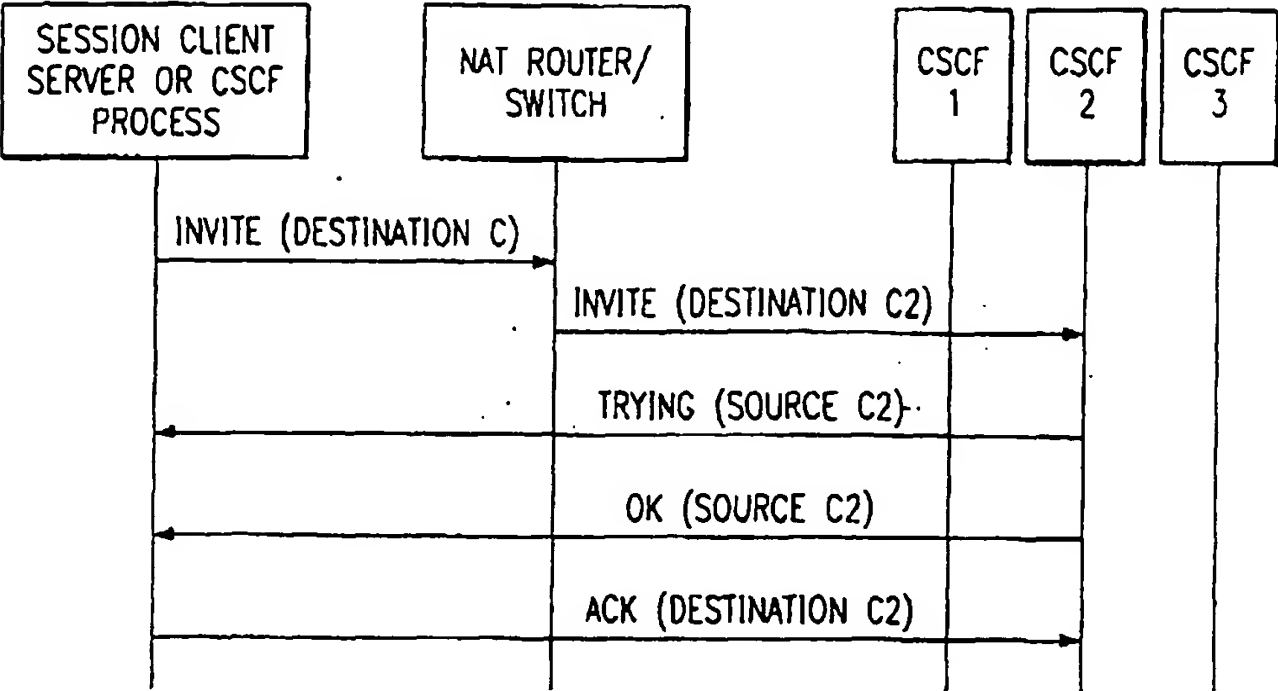 SESSION CLIENT
SERVER OR CSCF
PROCESS
NAT ROUTER/
SWITCH
CSCF
1
CSCF
2
CSCF
3
INVITE (DESTINATION C)
INVITE (DESTINATION C2)
TRYING (SOURCE C2)
OK (SOURCE C2)
ACK (DESTINATION C2)